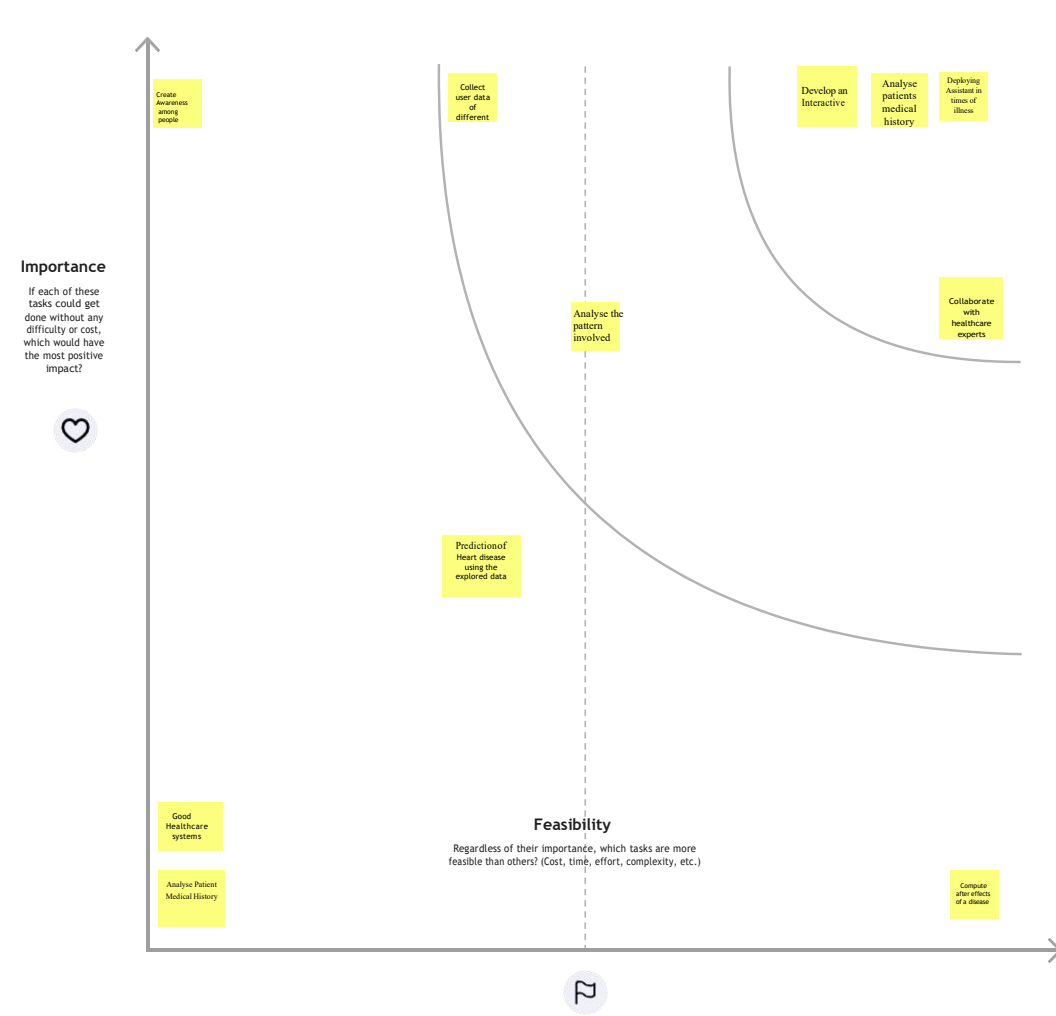 Create
Awareness
among
people
Collect
user data
of
different
Develop an
Interactive
Analyse
patients
medical
history
Deploying
Assistant in
times of
illness
Importance
If each of these
tasks could get
done without any
difficulty or cost,
which would have
the most positive
impact?
Collaborate
with
healthcare
experts
Analyse the
pattern
involved
Predictionof
Heart disease
using the
explored data
Good
Healthcare
systems
Feasibility
Regardless of their importance, which tasks are more
feasible than others? (Cost, time, effort, complexity, etc.)
Analyse Patient
Medical History
Compute
after effects
of a disease